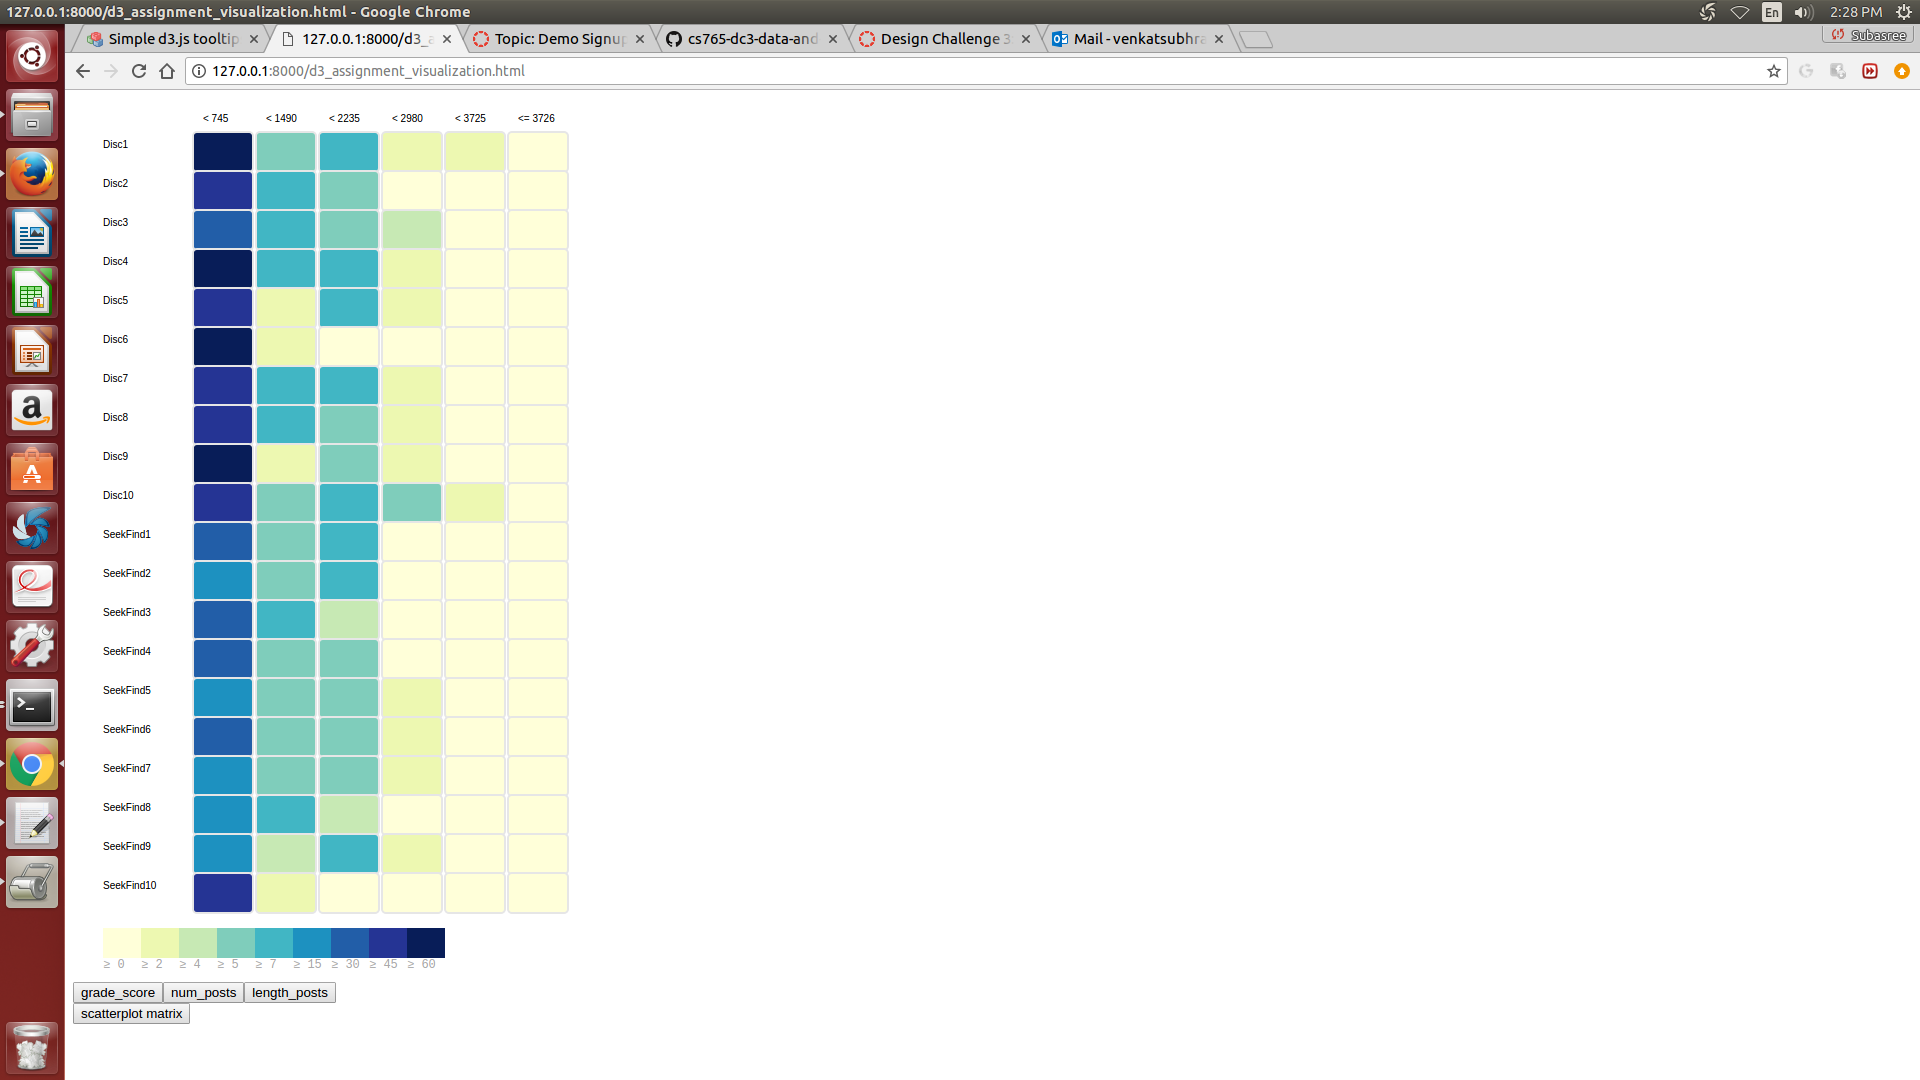 127.0.0.1:8000/d3_assignment_visualization.html - Google Chrome
En
2:28 PM
Simple d3.js tooltip
127.0.0.1:8000/d3_a
Topic: Demo Signup
cs765-dc3-data-and
Design Challenge 3
Mail - venkatsubhra
Subasree
127.0.0.1:8000/d3_assignment_visualization.html
< 745 < 1490 < 2235 < 2980 < 3725 <= 3726
Disc1
Disc2
Disc3
Disc4
Disc5
Disc6
Disc7
Disc8
Disc9
Disc10
SeekFind1
SeekFind2
SeekFind3
SeekFind4
SeekFind5
SeekFind6
SeekFind7
SeekFind8
SeekFind9
SeekFind10
≥ 0 ≥ 2 ≥ 4 ≥ 5 ≥ 7 ≥ 15 ≥ 30 ≥ 45 ≥ 60
grade_score num_posts length_posts
scatterplot matrix